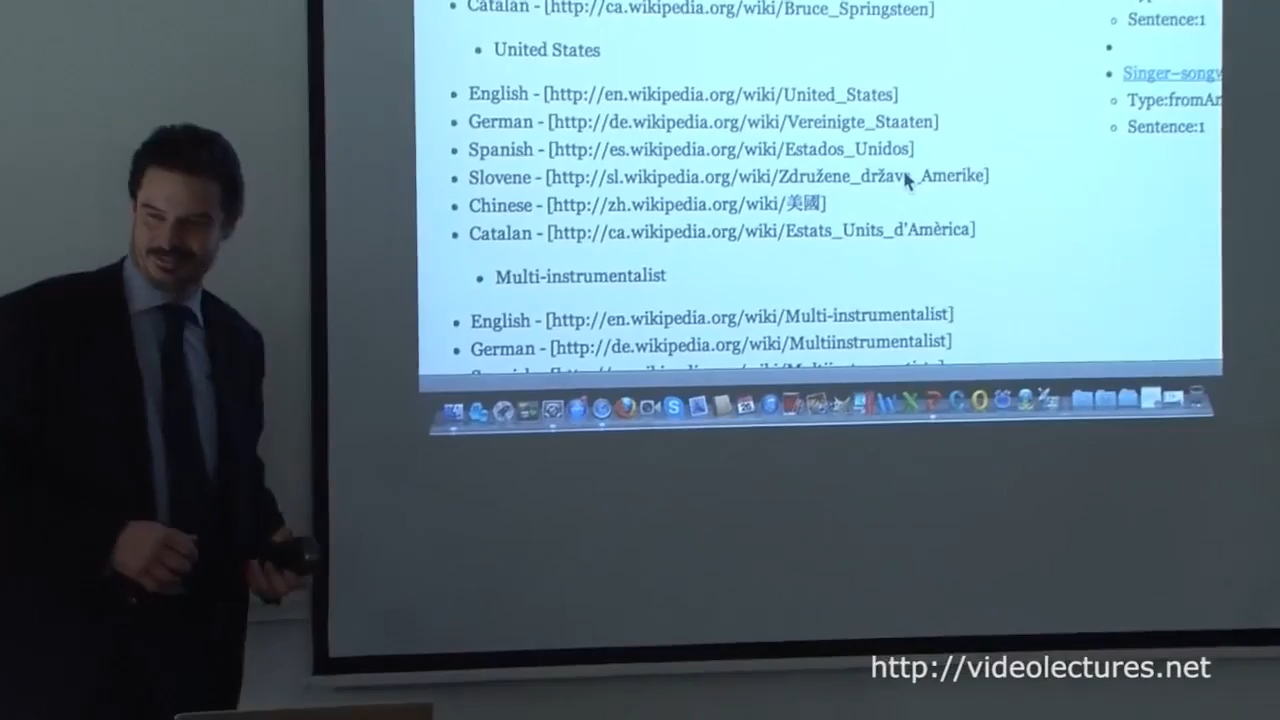 Catalan - [http://ca.wikipedia.org/wiki/Bruce_Springsteen]
United States
English - [http://en.wikipedia.org/wiki/United_States]
German - [http://de.wikipedia.org/wiki/Vereinigte_Staaten]
Spanish - [http://es.wikipedia.org/wiki/Estados_Unidos]
Slovene - [http://sl.wikipedia.org/wiki/Združene_države_Amerike]
Chinese - [http://zh.wikipedia.org/wiki/美國]
Catalan - [http://ca.wikipedia.org/wiki/Estats_Units_d'Amèrica]
Multi-instrumentalist
English - [http://en.wikipedia.org/wiki/Multi-instrumentalist]
German - [http://de.wikipedia.org/wiki/Multiinstrumentalist]
Sentence:1
Singer-songw
Type:fromAr
Sentence:1
http://videolectures.net